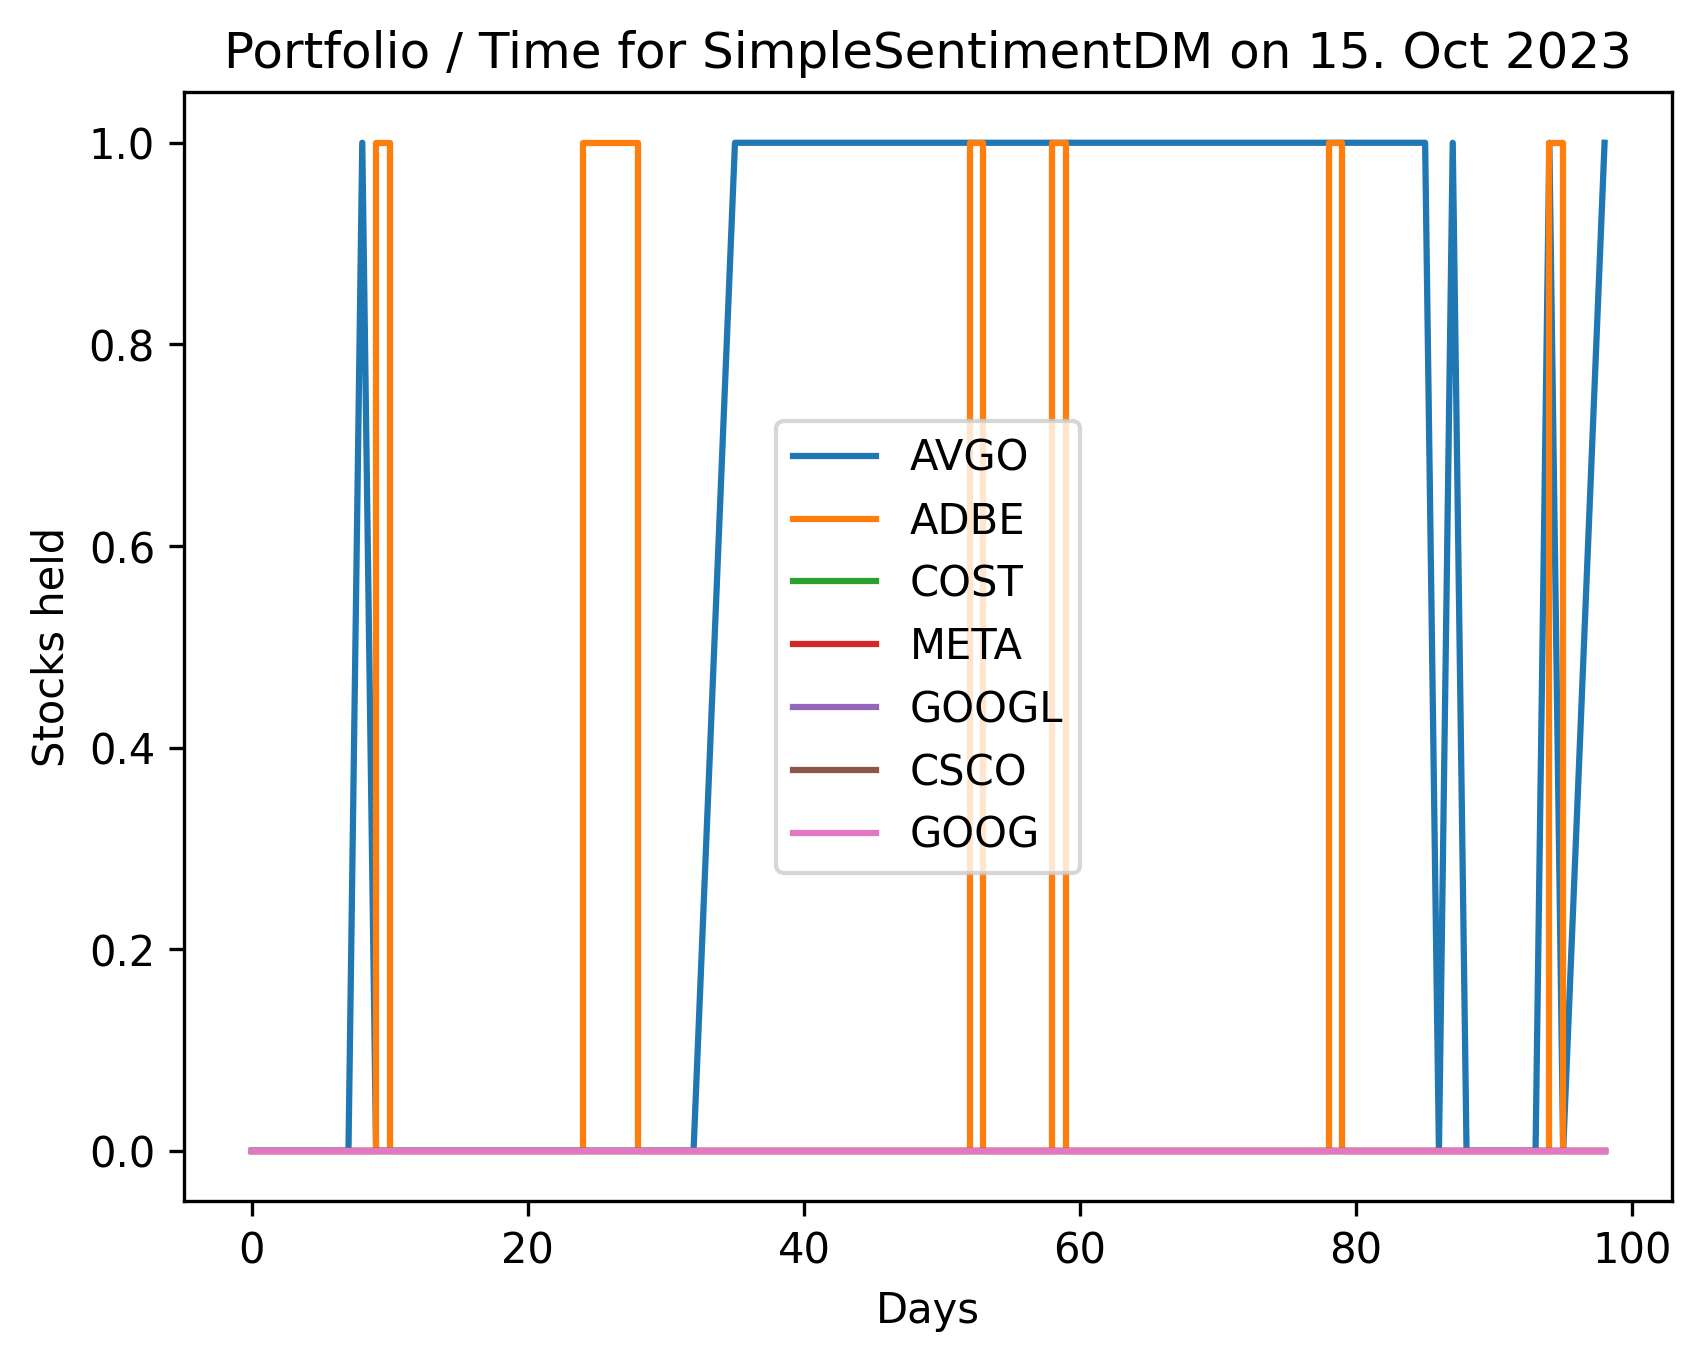 Portfolio / Time for SimpleSentimentDM on 15. Oct 2023
1.0
0.8
0.6
0.4
0.2
0.0
Stocks held
AVGO
ADBE
COST
META
GOOGL
CSCO
GOOG
0 20 40 60 80 100
Days